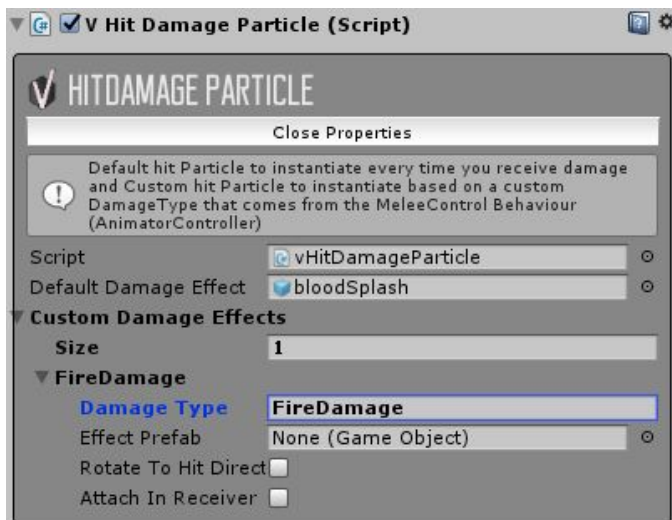 V Hit Damage Particle (Script)
HITDAMAGE PARTICLE
Close Properties
Default hit Particle to instantiate every time you receive damage
and Custom hit Particle to instantiate based on a custom
DamageType that comes from the MeleeControl Behaviour
(AnimatorController)
Script vHitDamageParticle
Default Damage Effect bloodSplash
Custom Damage Effects
Size 1
FireDamage
Damage Type FireDamage
Effect Prefab None (Game Object)
Rotate To Hit Direct
Attach In Receiver